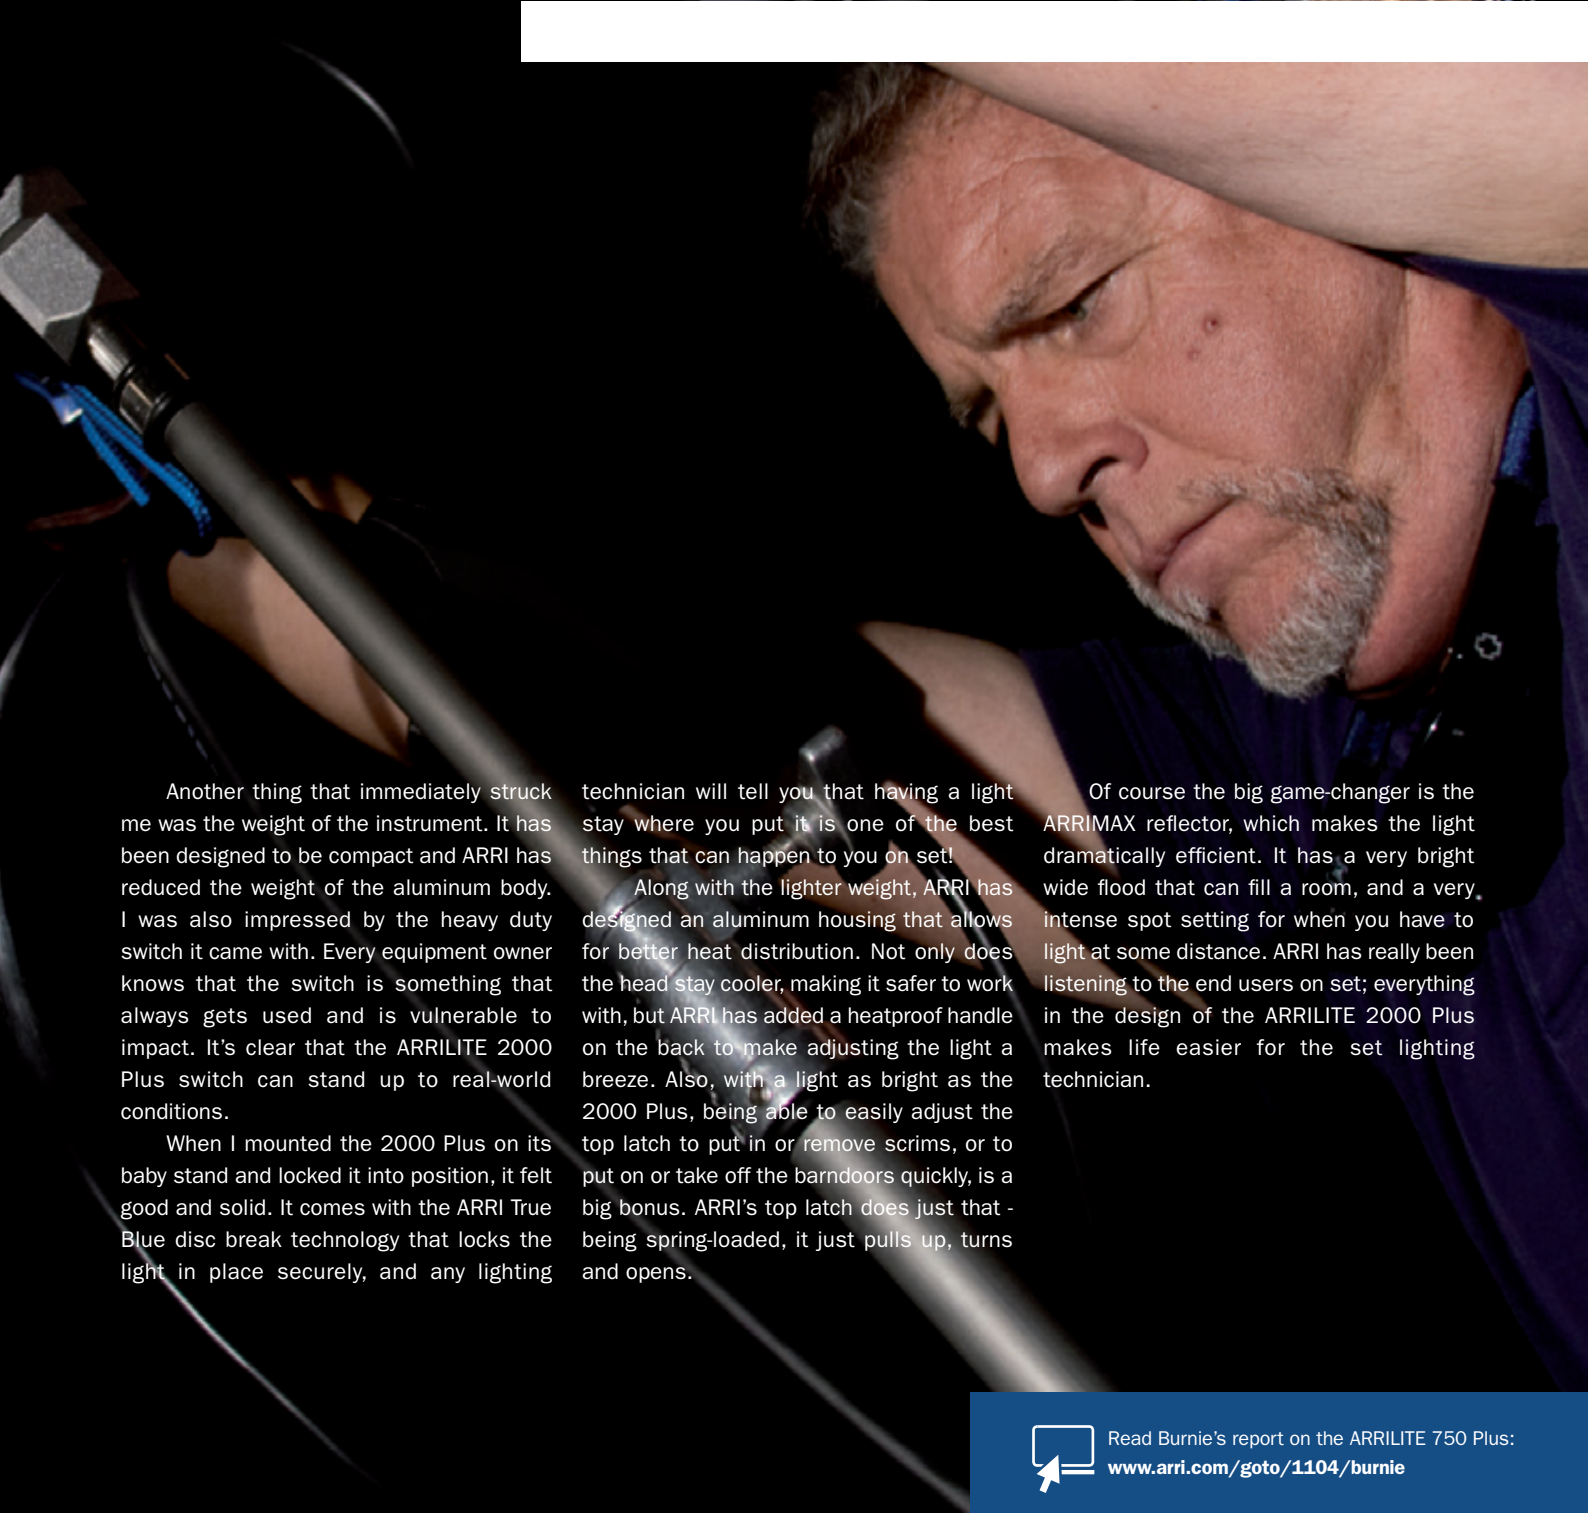 Another thing that immediately struck
me was the weight of the instrument. It has
been designed to be compact and ARRI has
reduced the weight of the aluminum body.
I was also impressed by the heavy duty
switch it came with. Every equipment owner
knows that the switch is something that
always gets used and is vulnerable to
impact. It’s clear that the ARRILITE 2000
Plus switch can stand up to real-world
conditions.
When I mounted the 2000 Plus on its
baby stand and locked it into position, it felt
good and solid. It comes with the ARRI True
Blue disc break technology that locks the
light in place securely, and any lighting
technician will tell you that having a light
stay where you put it is one of the best
things that can happen to you on set!
Along with the lighter weight, ARRI has
designed an aluminum housing that allows
for better heat distribution. Not only does
the head stay cooler, making it safer to work
with, but ARRI has added a heatproof handle
on the back to make adjusting the light a
breeze. Also, with a light as bright as the
2000 Plus, being able to easily adjust the
top latch to put in or remove scrims, or to
put on or take off the barndoors quickly, is a
big bonus. ARRI’s top latch does just that -
being spring-loaded, it just pulls up, turns
and opens.
Of course the big game-changer is the
ARRIMAX reflector, which makes the light
dramatically efficient. It has a very bright
wide flood that can fill a room, and a very
intense spot setting for when you have to
light at some distance. ARRI has really been
listening to the end users on set; everything
in the design of the ARRILITE 2000 Plus
makes life easier for the set lighting
technician.
Read Burnie’s report on the ARRILITE 750 Plus:
www.arri.com/goto/1104/burnie